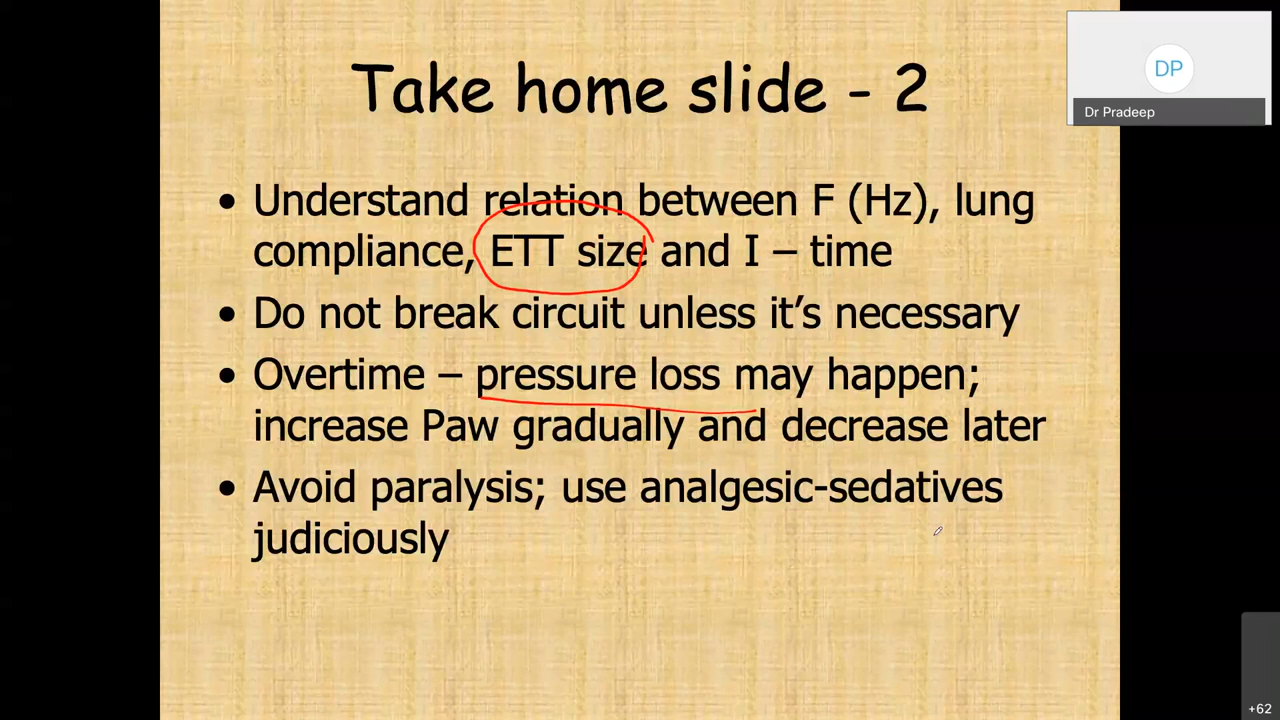 Take home slide - 2
DP
Dr Pradeep
• Understand relation between F (Hz), lung
compliance, ETT size and I – time
• Do not break circuit unless it’s necessary
• Overtime – pressure loss may happen;
increase Paw gradually and decrease later
• Avoid paralysis; use analgesic-sedatives
judiciously
+62